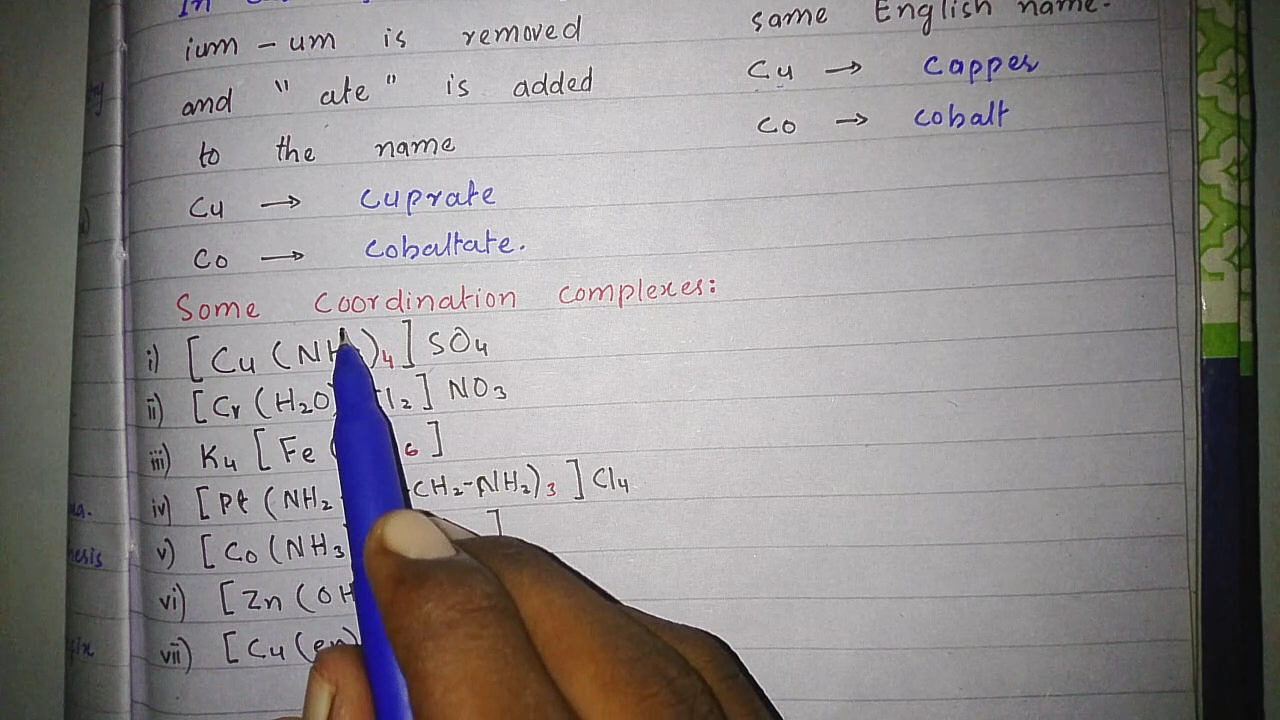 In
ium - um is removed
and " ate " is added
to the name
Cu → Cuprate
Co → Cobaltate.
same English name.
Cu → Copper
Co → Cobalt
Some Coordination complexes:
i) [Cu (NH )4] SO4
ii) [Cr (H2O) Cl2] NO3
iii) K4 [Fe ( 6]
iv) [Pt (NH2 - CH2-NH2)3] Cl4
v) [Co (NH3 ]
vi) [Zn (OH
vii) [Cu (en)